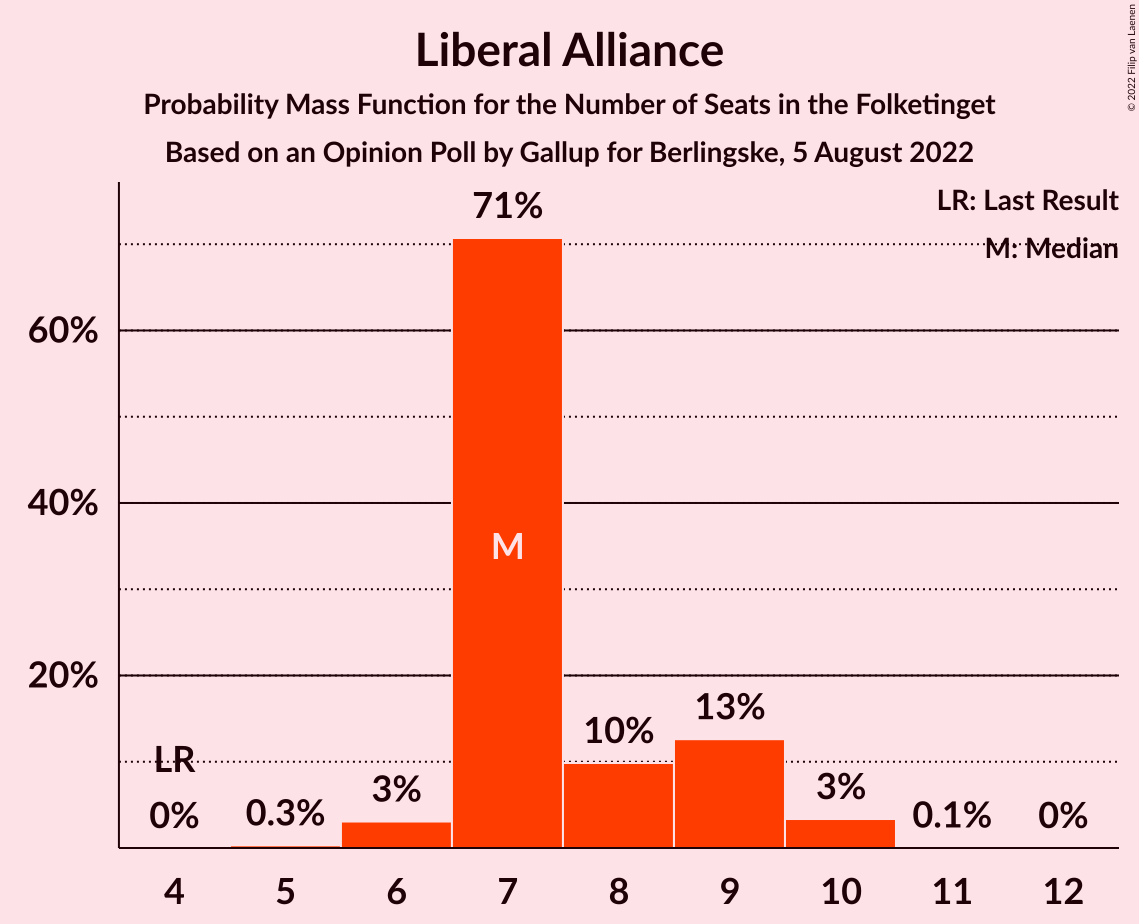 Liberal Alliance
Probability Mass Function for the Number of Seats in the Folketinget
Based on an Opinion Poll by Gallup for Berlingske, 5 August 2022
© 2022 Filip van Laenen
LR: Last Result
M: Median
71%
60%
40%
20%
M
LR
0%
0.3%
3%
10%
13%
3%
0.1%
0%
4 5 6 7 8 9 10 11 12